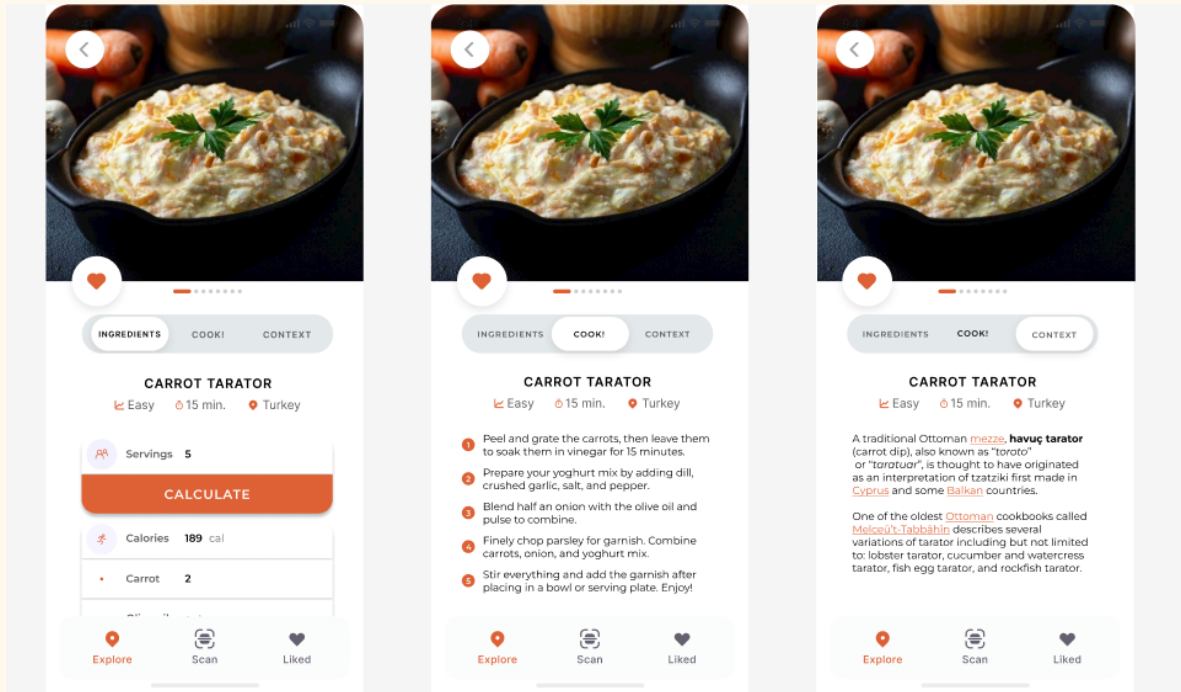 INGREDIENTS COOK! CONTEXT
CARROT TARATOR
Easy 15 min. Turkey
Servings 5
CALCULATE
Calories 189 cal
Carrot 2
Explore Scan Liked
INGREDIENTS COOK! CONTEXT
CARROT TARATOR
Easy 15 min. Turkey
1 Peel and grate the carrots, then leave them
to soak them in vinegar for 15 minutes.
2 Prepare your yoghurt mix by adding dill,
crushed garlic, salt, and pepper.
3 Blend half an onion with the olive oil and
pulse to combine.
4 Finely chop parsley for garnish. Combine
carrots, onion, and yoghurt mix.
5 Stir everything and add the garnish after
placing in a bowl or serving plate. Enjoy!
Explore Scan Liked
INGREDIENTS COOK! CONTEXT
CARROT TARATOR
Easy 15 min. Turkey
A traditional Ottoman mezze, havuç tarator
(carrot dip), also known as “toroto”
or “taratuar”, is thought to have originated
as an interpretation of tzatziki first made in
Cyprus and some Balkan countries.
One of the oldest Ottoman cookbooks called
Melceü't-Tabbâhîn describes several
variations of tarator including but not limited
to: lobster tarator, cucumber and watercress
tarator, fish egg tarator, and rockfish tarator.
Explore Scan Liked